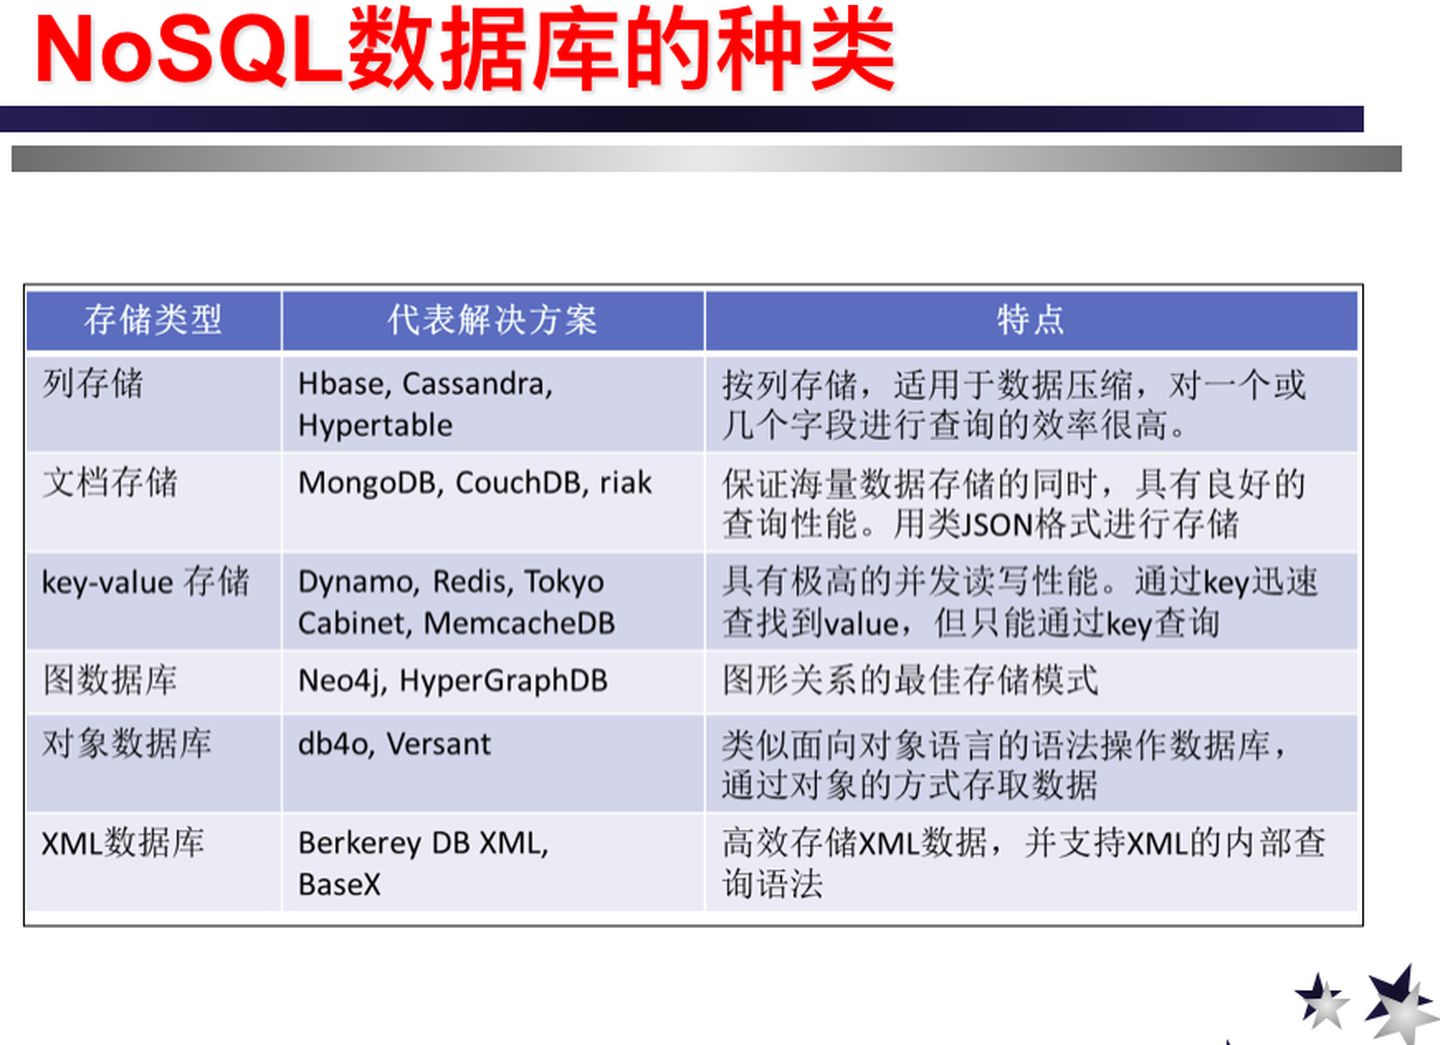 NoSQL数据库的种类
存储类型 代表解决方案 特点
列存储 Hbase, Cassandra, 按列存储，适用于数据压缩，对一个或
Hypertable 几个字段进行查询的效率很高。
文档存储 MongoDB, CouchDB, riak 保证海量数据存储的同时，具有良好的
查询性能。用类JSON格式进行存储
key-value 存储 Dynamo, Redis, Tokyo 具有极高的并发读写性能。通过key迅速
Cabinet, MemcacheDB 查找到value，但只能通过key查询
图数据库 Neo4j, HyperGraphDB 图形关系的最佳存储模式
对象数据库 db4o, Versant 类似面向对象语言的语法操作数据库，
通过对象的方式存取数据
XML数据库 Berkerey DB XML, 高效存储XML数据，并支持XML的内部查
BaseX 询语法